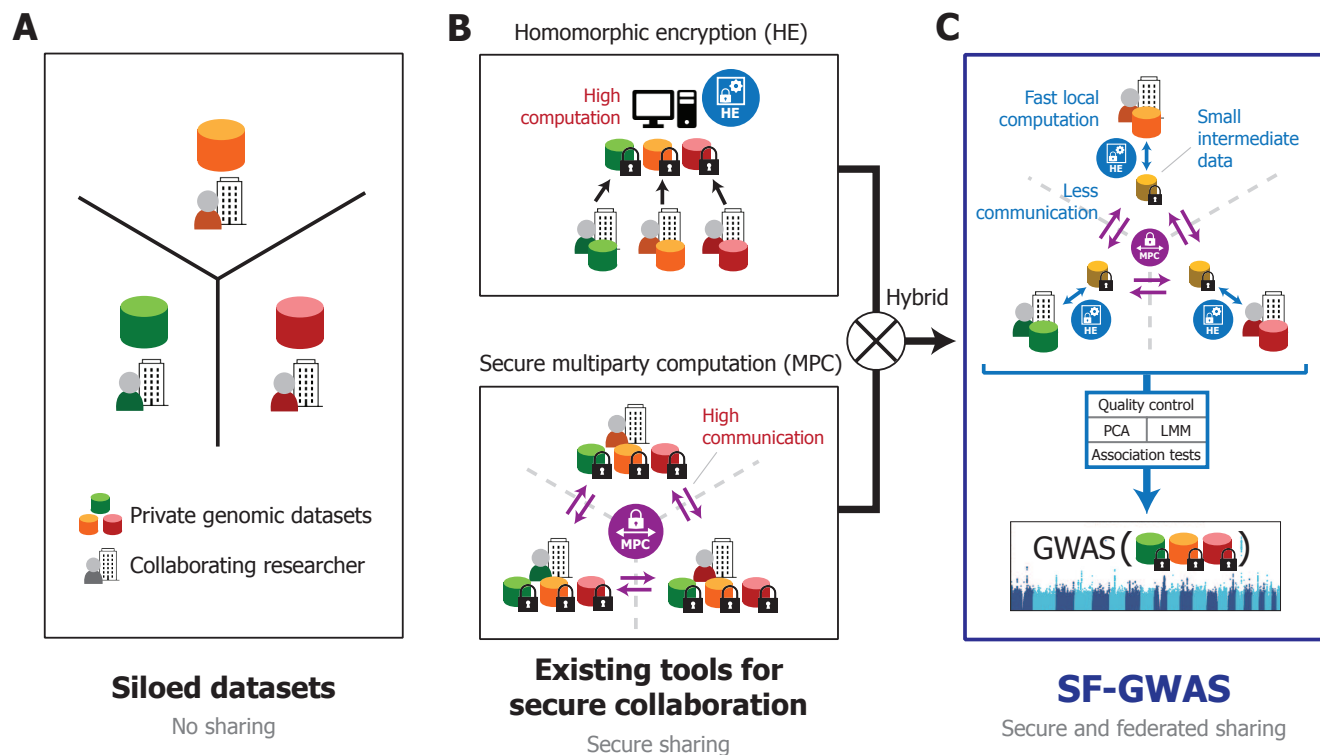 A
Siloed datasets
No sharing
Private genomic datasets
Collaborating researcher
B
Homomorphic encryption (HE)
High
computation
HE
Secure multiparty computation (MPC)
High
communication
MPC
Existing tools for
secure collaboration
Secure sharing
Hybrid
C
Fast local
computation
Small
intermediate
data
HE
Less
communication
MPC
HE
HE
Quality control
PCA
LMM
Association tests
GWAS( )
SF-GWAS
Secure and federated sharing